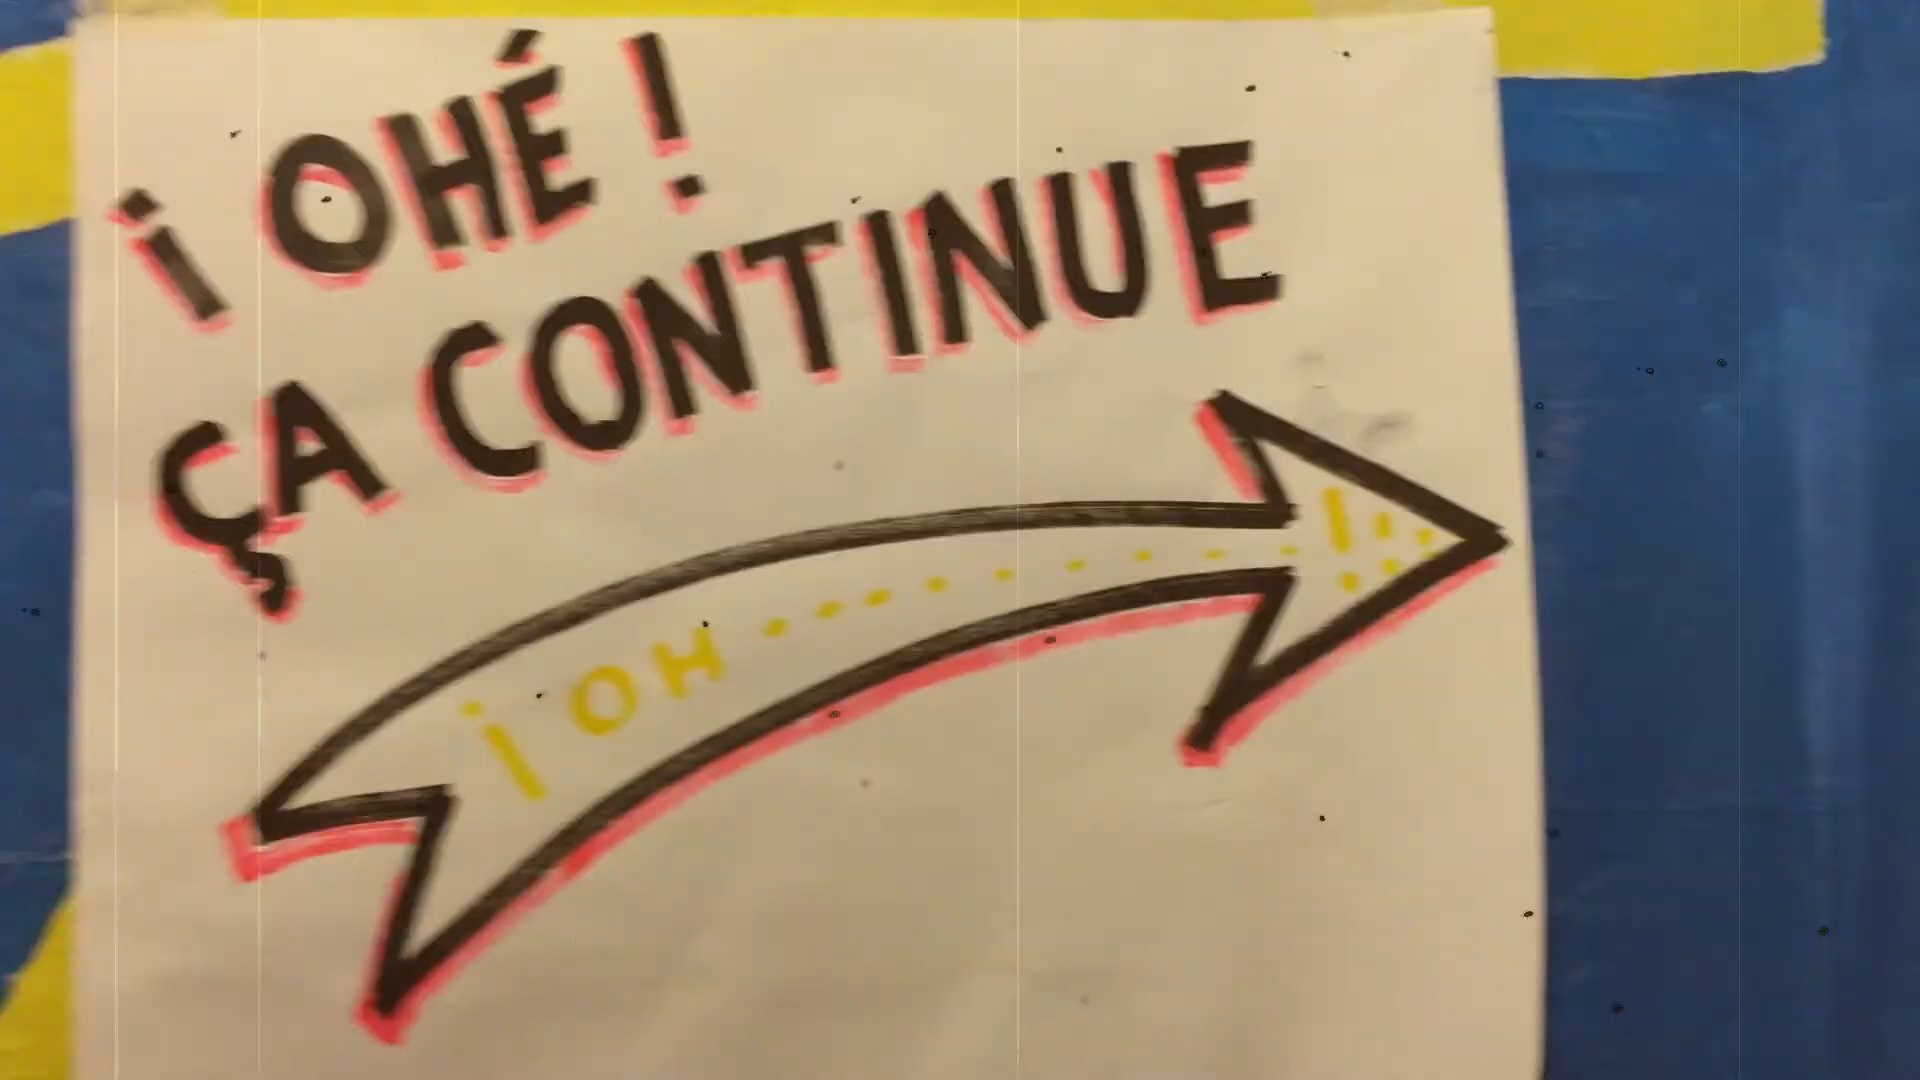 ¡ OHÉ !
ÇA CONTINUE
¡ OH ............ !!!